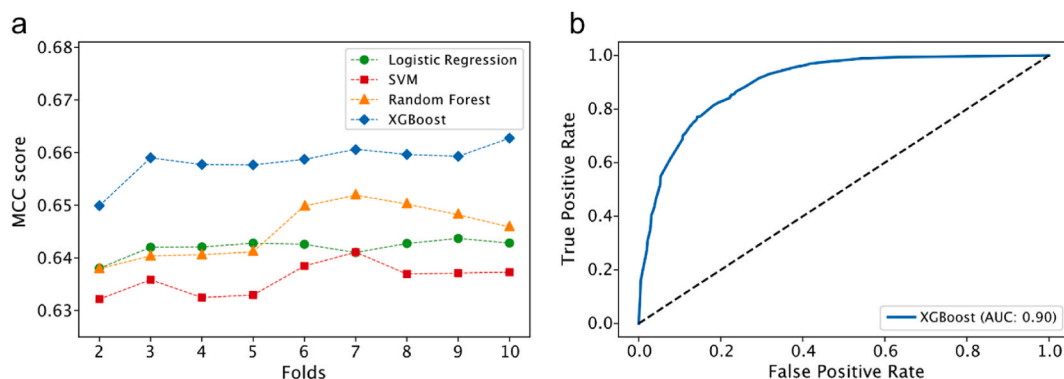 a
0.68
0.67
0.66
0.65
0.64
0.63
MCC score
2 3 4 5 6 7 8 9 10
Folds
Logistic Regression
SVM
Random Forest
XGBoost
b
1.0
0.8
0.6
0.4
0.2
0.0
True Positive Rate
0.0 0.2 0.4 0.6 0.8 1.0
False Positive Rate
XGBoost (AUC: 0.90)